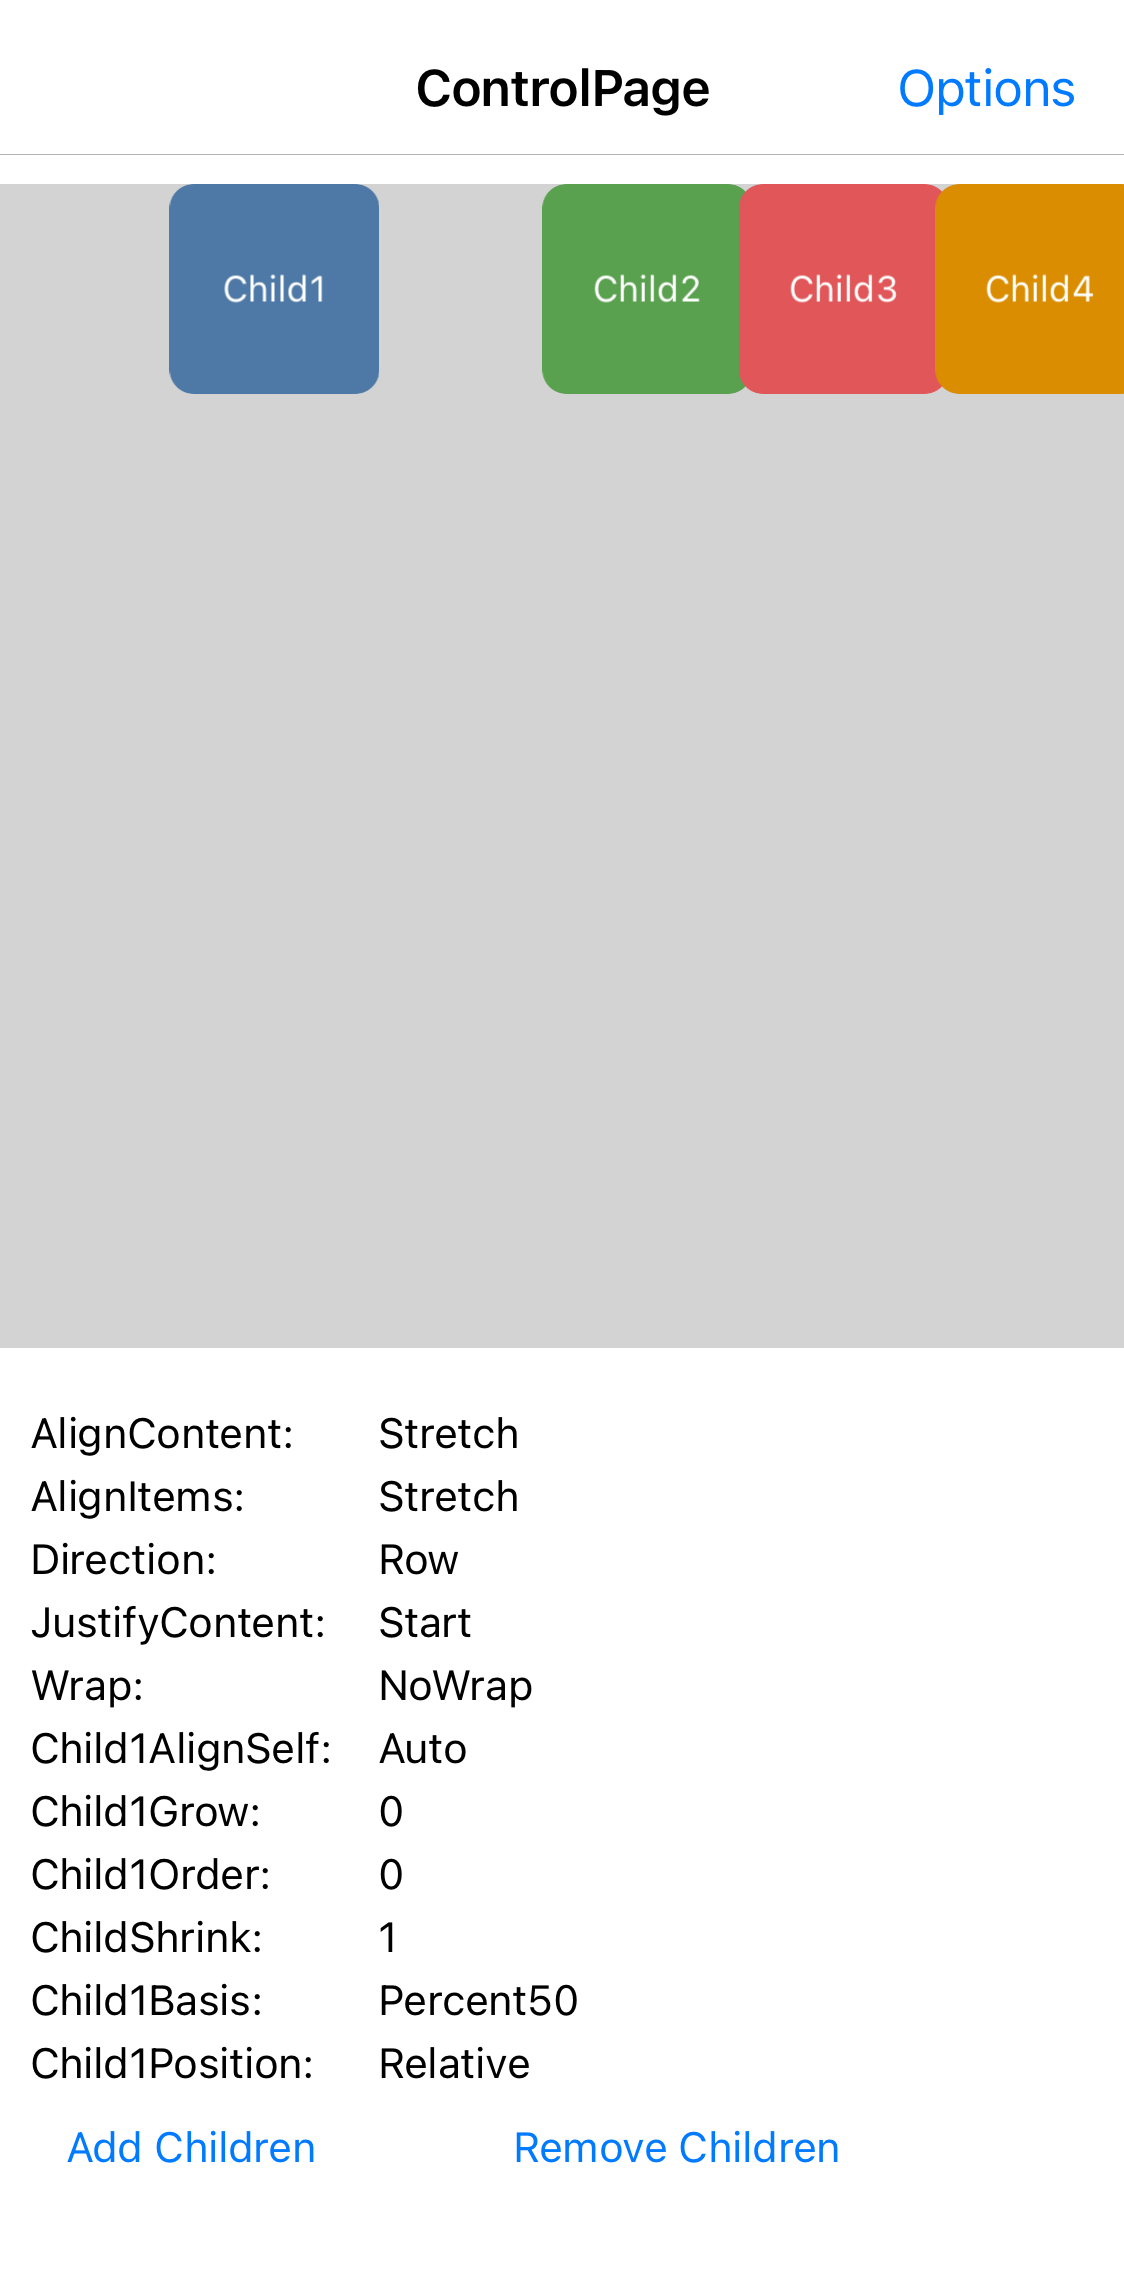 ControlPage
Options
Child1
Child2
Child3
Child4
AlignContent: Stretch
AlignItems: Stretch
Direction: Row
JustifyContent: Start
Wrap: NoWrap
Child1AlignSelf: Auto
Child1Grow: 0
Child1Order: 0
ChildShrink: 1
Child1Basis: Percent50
Child1Position: Relative
Add Children
Remove Children